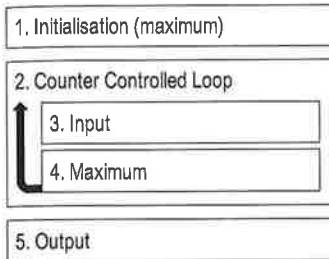 1. Initialisation (maximum)
2. Counter Controlled Loop
3. Input
4. Maximum
5. Output